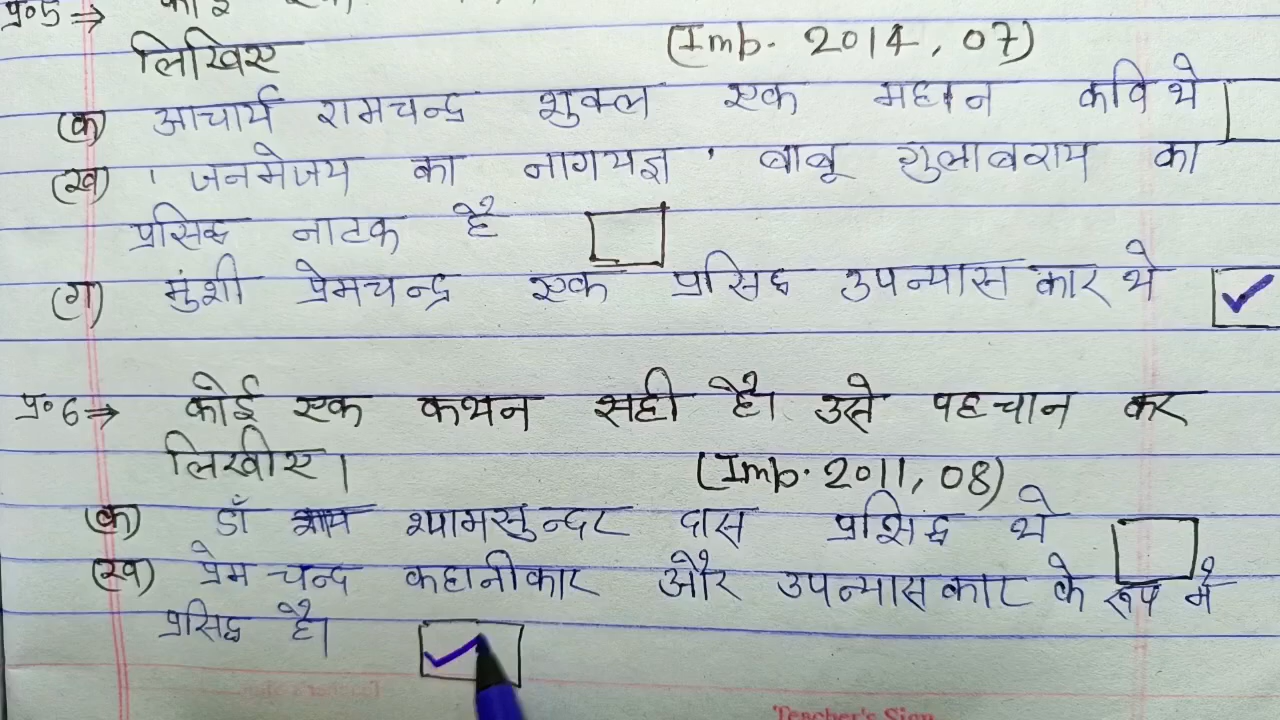 प्र०5 ⇒ कोई एक
लिखिए (Imp. 2014, 07)
(क) आचार्य रामचन्द्र शुक्ल एक महान कवि थे
(ख) 'जनमेजय का नागयज्ञ' बाबू गुलाबराय का
प्रसिद्ध नाटक है
(ग) मुंशी प्रेमचन्द्र एक प्रसिद्ध उपन्यासकार थे ✓
प्र०6 ⇒ कोई एक कथन सही है। उसे पहचान कर
लिखीए। (Imp. 2011, 08)
(क) डॉ श्यामसुन्दर दास प्रसिद्ध थे
(ख) प्रेमचन्द कहानीकार और उपन्यासकार के रूप में
प्रसिद्ध है। ✓
Teacher's Sign